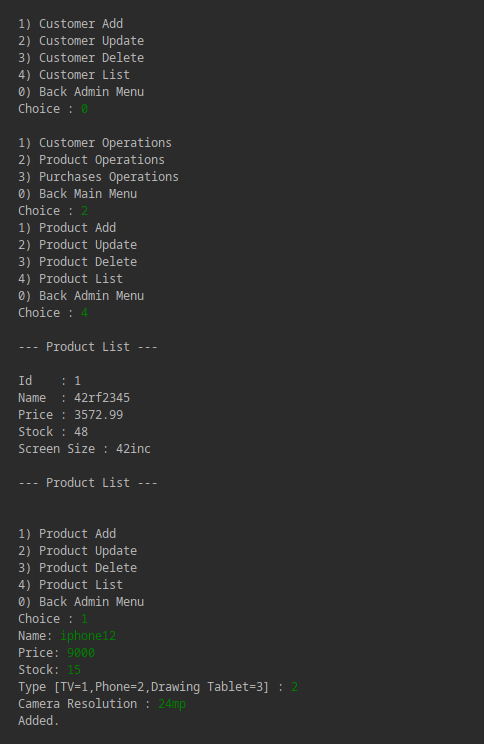 1) Customer Add
2) Customer Update
3) Customer Delete
4) Customer List
0) Back Admin Menu
Choice : 0
1) Customer Operations
2) Product Operations
3) Purchases Operations
0) Back Main Menu
Choice : 2
1) Product Add
2) Product Update
3) Product Delete
4) Product List
0) Back Admin Menu
Choice : 4
--- Product List ---
Id    : 1
Name  : 42rf2345
Price : 3572.99
Stock : 48
Screen Size : 42inc
--- Product List ---
1) Product Add
2) Product Update
3) Product Delete
4) Product List
0) Back Admin Menu
Choice : 1
Name: iphone12
Price: 9000
Stock: 15
Type [TV=1,Phone=2,Drawing Tablet=3] : 2
Camera Resolution : 24mp
Added.